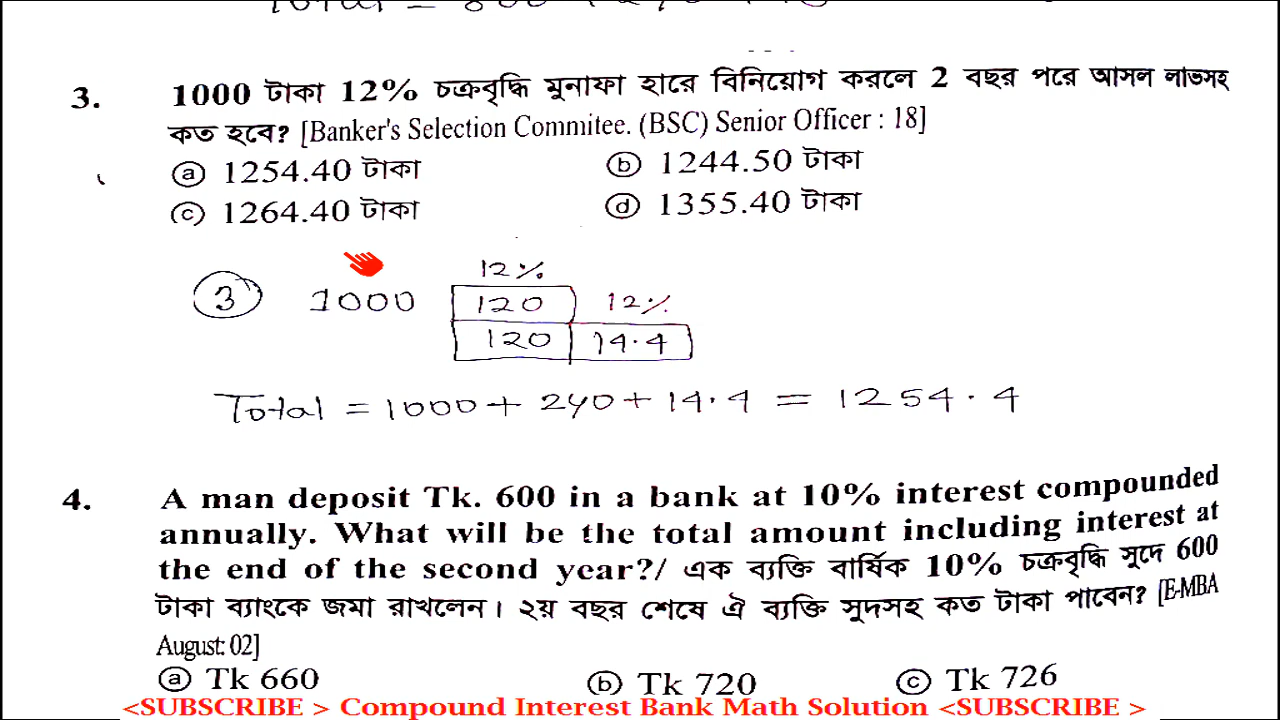 3. 1000 টাকা 12% চক্রবৃদ্ধি মুনাফা হারে বিনিয়োগ করলে 2 বছর পরে আসল লাভসহ
কত হবে? [Banker's Selection Commitee. (BSC) Senior Officer : 18]
ⓐ 1254.40 টাকা ⓑ 1244.50 টাকা
ⓒ 1264.40 টাকা ⓓ 1355.40 টাকা
12%
3 1000 120 12%
120 14.4
Total = 1000 + 240 + 14.4 = 1254.4
4. A man deposit Tk. 600 in a bank at 10% interest compounded
annually. What will be the total amount including interest at
the end of the second year?/ এক ব্যক্তি বার্ষিক 10% চক্রবৃদ্ধি সুদে 600
টাকা ব্যাংকে জমা রাখলেন। ২য় বছর শেষে ঐ ব্যক্তি সুদসহ কত টাকা পাবেন? [E-MBA
August: 02]
ⓐ Tk 660 ⓑ Tk 720 ⓒ Tk 726
<SUBSCRIBE > Compound Interest Bank Math Solution <SUBSCRIBE >